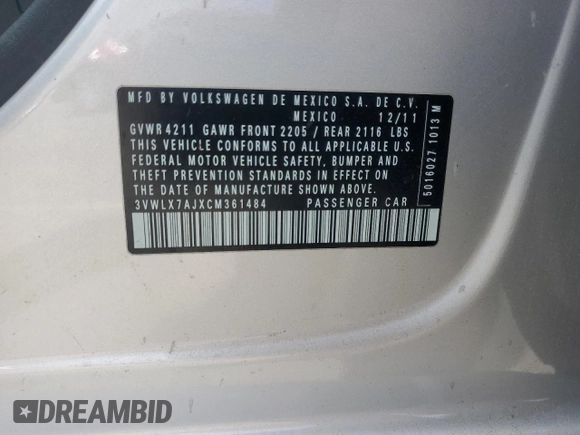 MFD BY VOLKSWAGEN DE MEXICO S.A. DE C.V.
MEXICO 12/11
GVWR 4211 GAWR FRONT 2205 / REAR 2116 LBS
THIS VEHICLE CONFORMS TO ALL APPLICABLE U.S.
FEDERAL MOTOR VEHICLE SAFETY, BUMPER AND
THEFT PREVENTION STANDARDS IN EFFECT ON
THE DATE OF MANUFACTURE SHOWN ABOVE.
3VWLX7AJXCM361484 PASSENGER CAR
5016027 1013 M
DREAMBID